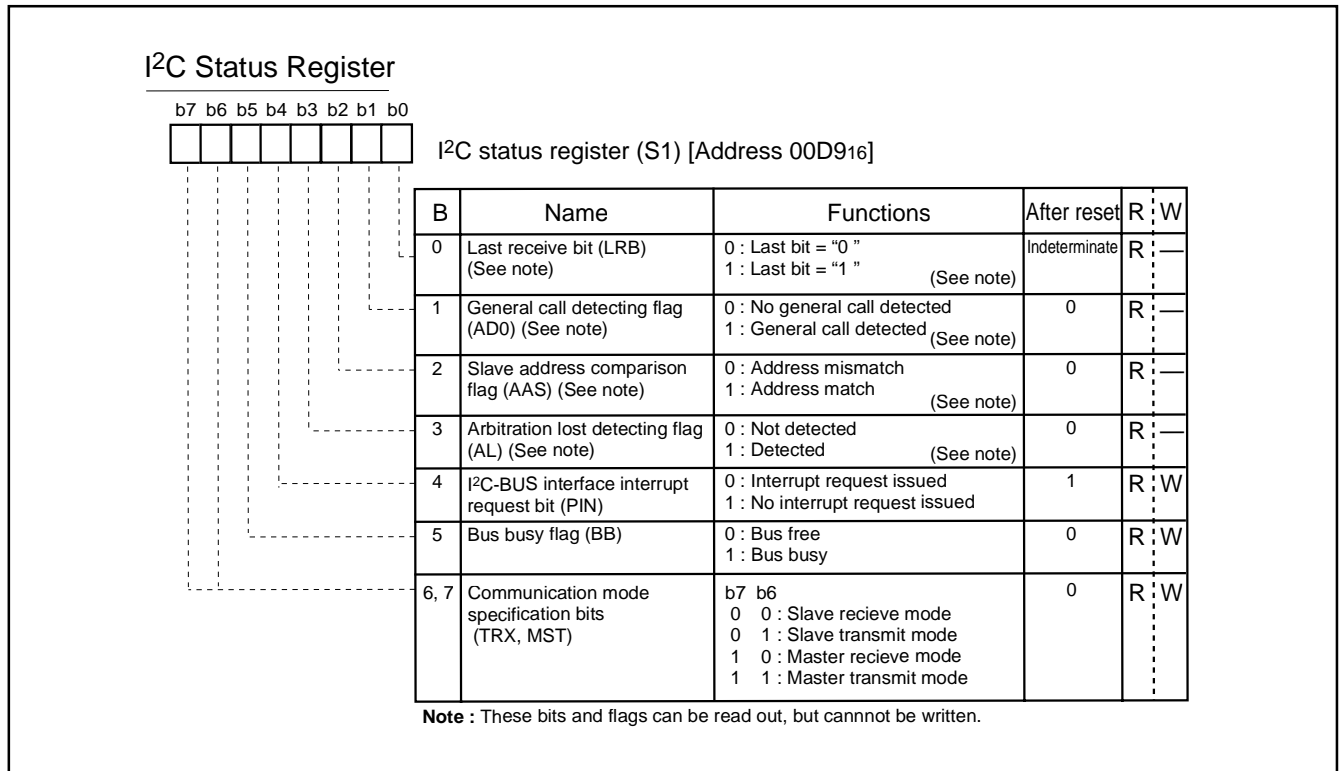 I2C Status Register
b7 b6 b5 b4 b3 b2 b1 b0
I2C status register (S1) [Address 00D916]
B Name Functions After reset R W
0 Last receive bit (LRB) 0 : Last bit = “0 ” Indeterminate R —
(See note) 1 : Last bit = “1 ” (See note)
1 General call detecting flag 0 : No general call detected 0 R —
(AD0) (See note) 1 : General call detected (See note)
2 Slave address comparison 0 : Address mismatch 0 R —
flag (AAS) (See note) 1 : Address match (See note)
3 Arbitration lost detecting flag 0 : Not detected 0 R —
(AL) (See note) 1 : Detected (See note)
4 I2C-BUS interface interrupt 0 : Interrupt request issued 1 R W
request bit (PIN) 1 : No interrupt request issued
5 Bus busy flag (BB) 0 : Bus free 0 R W
1 : Bus busy
6, 7 Communication mode b7 b6 0 R W
specification bits 0 0 : Slave recieve mode
(TRX, MST) 0 1 : Slave transmit mode
1 0 : Master recieve mode
1 1 : Master transmit mode
Note : These bits and flags can be read out, but cannnot be written.